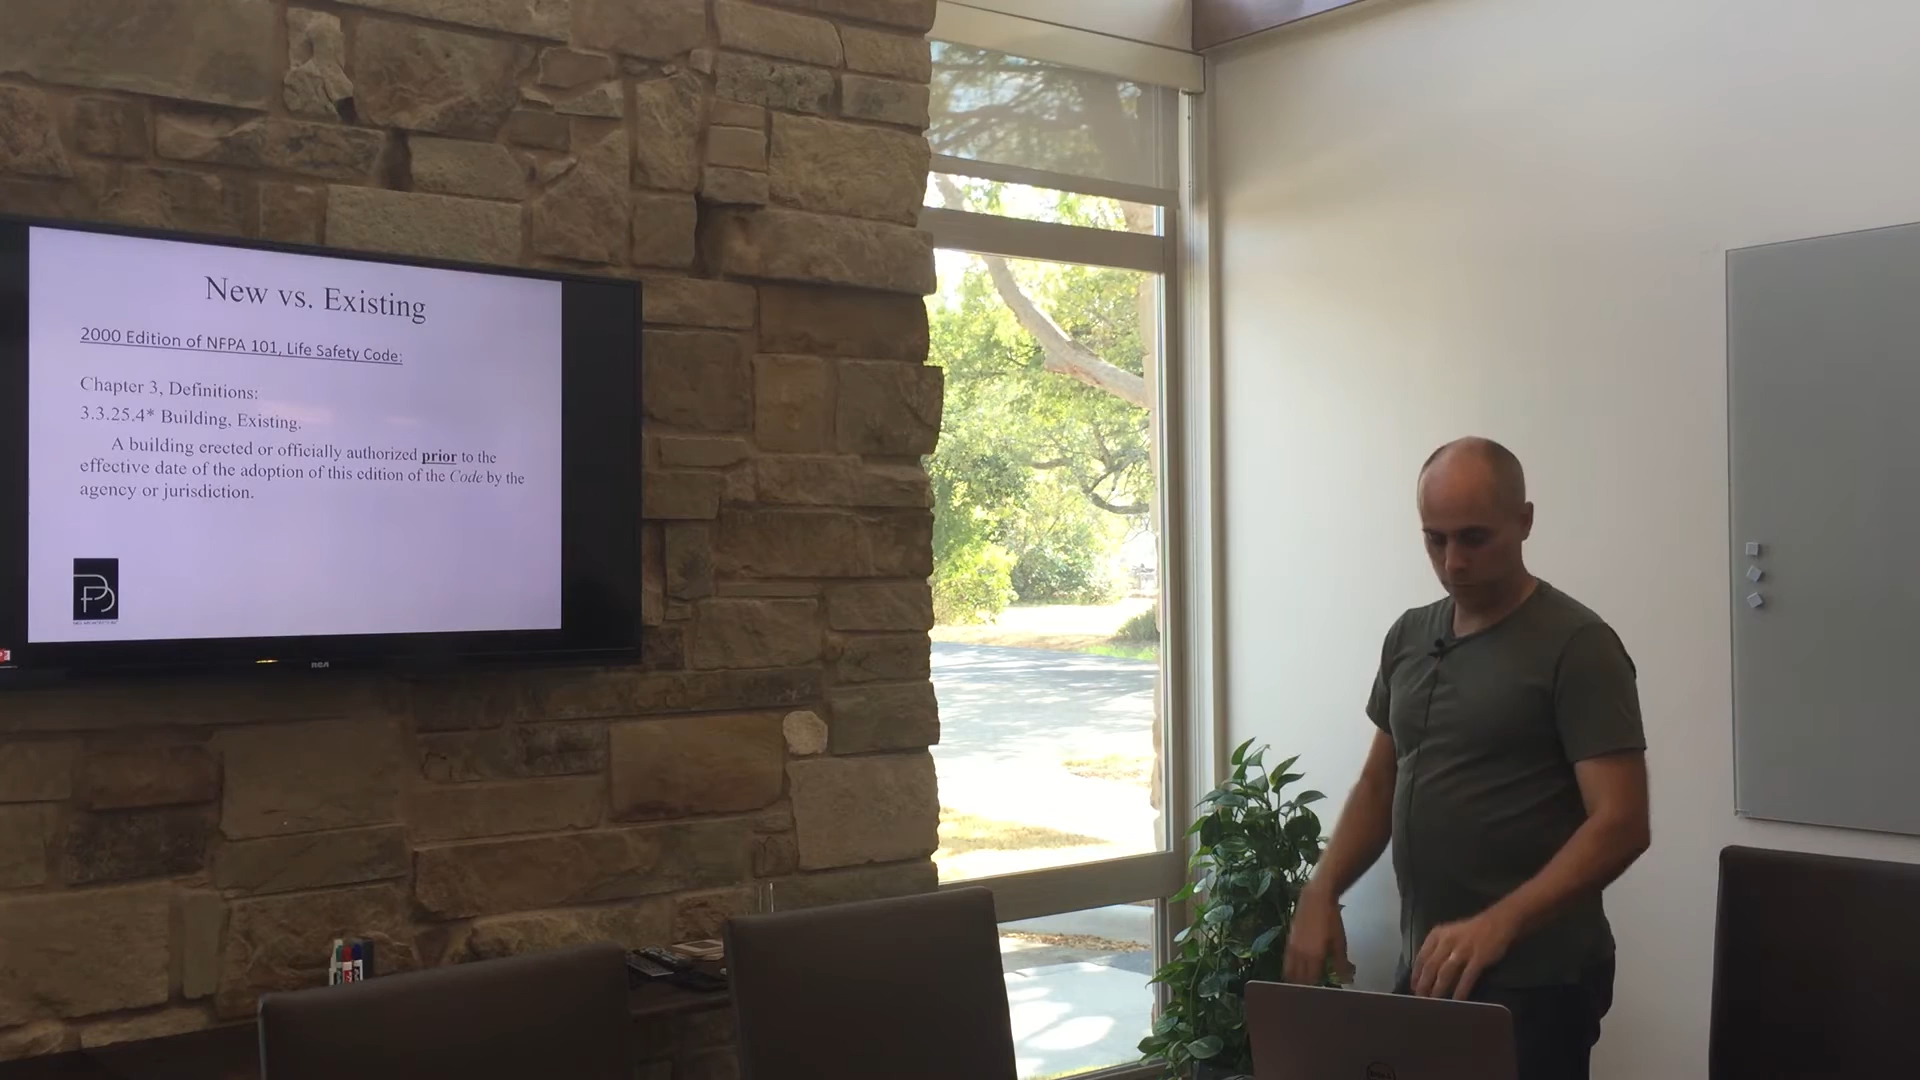 New vs. Existing
2000 Edition of NFPA 101, Life Safety Code:
Chapter 3, Definitions:
3.3.25.4* Building, Existing.
A building erected or officially authorized prior to the
effective date of the adoption of this edition of the Code by the
agency or jurisdiction.
RCA
DELL